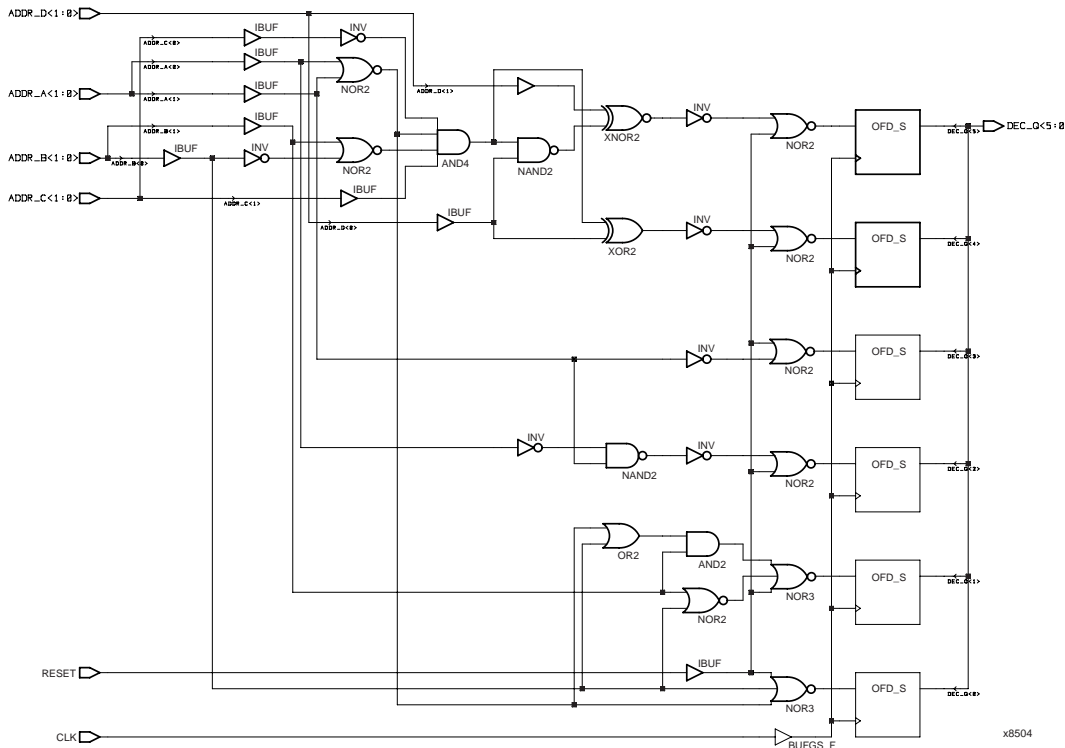 ADDR_D<1:0>
IBUF INV
ADDR_C<0>
IBUF
ADDR_A<0>
NOR2
IBUF
ADDR_A<1:0>
ADDR_A<1>
ADDR_D<1>
INV
XNOR2
NOR2
OFD_S
DEC_Q<5>
DEC_Q<5:0>
IBUF
ADDR_B<1>
ADDR_B<1:0>
IBUF
ADDR_B<0>
INV
NOR2
AND4
NAND2
IBUF
ADDR_C<1:0>
ADDR_C<1>
IBUF
ADDR_D<0>
XOR2
INV
NOR2
OFD_S
DEC_Q<4>
INV
NOR2
OFD_S
DEC_Q<3>
INV
NAND2
INV
NOR2
OFD_S
DEC_Q<2>
OR2
AND2
NOR2
NOR3
OFD_S
DEC_Q<1>
RESET
IBUF
NOR3
OFD_S
DEC_Q<0>
CLK
BUFGS_F
x8504